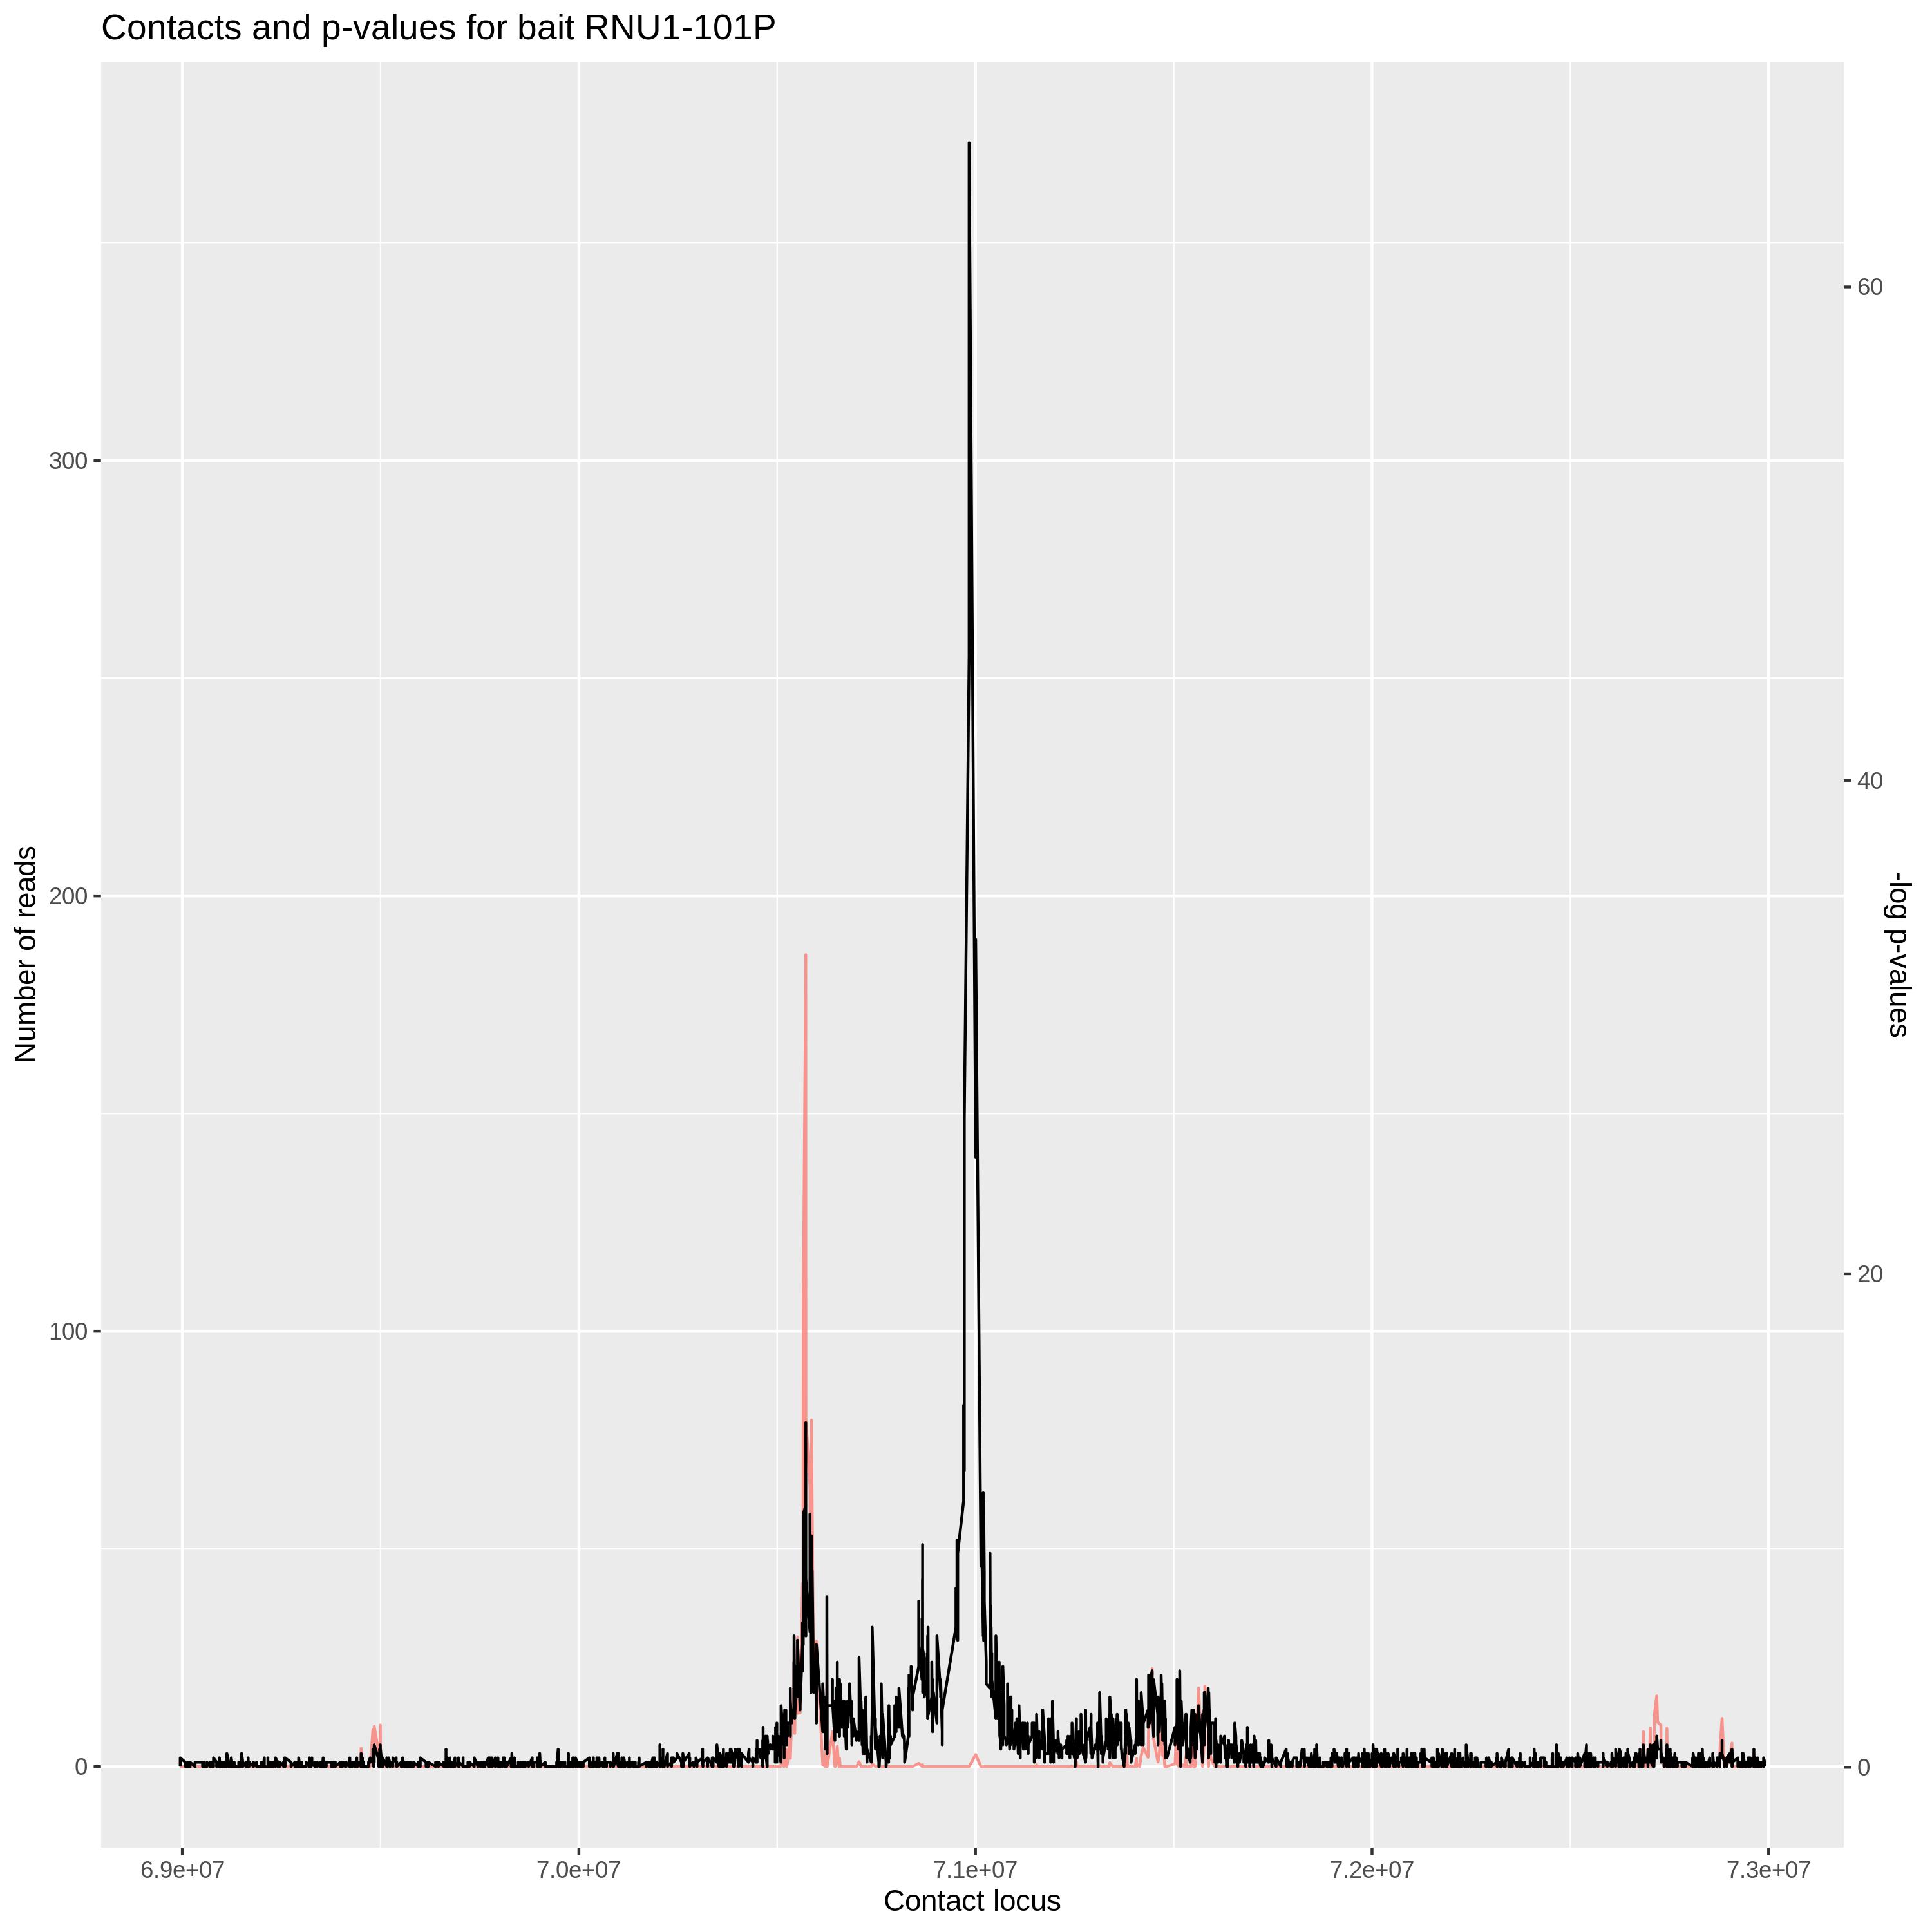 Contacts and p-values for bait RNU1-101P
Number of reads
300
200
100
0
60
40
20
0
-log p-values
6.9e+07
7.0e+07
7.1e+07
7.2e+07
7.3e+07
Contact locus